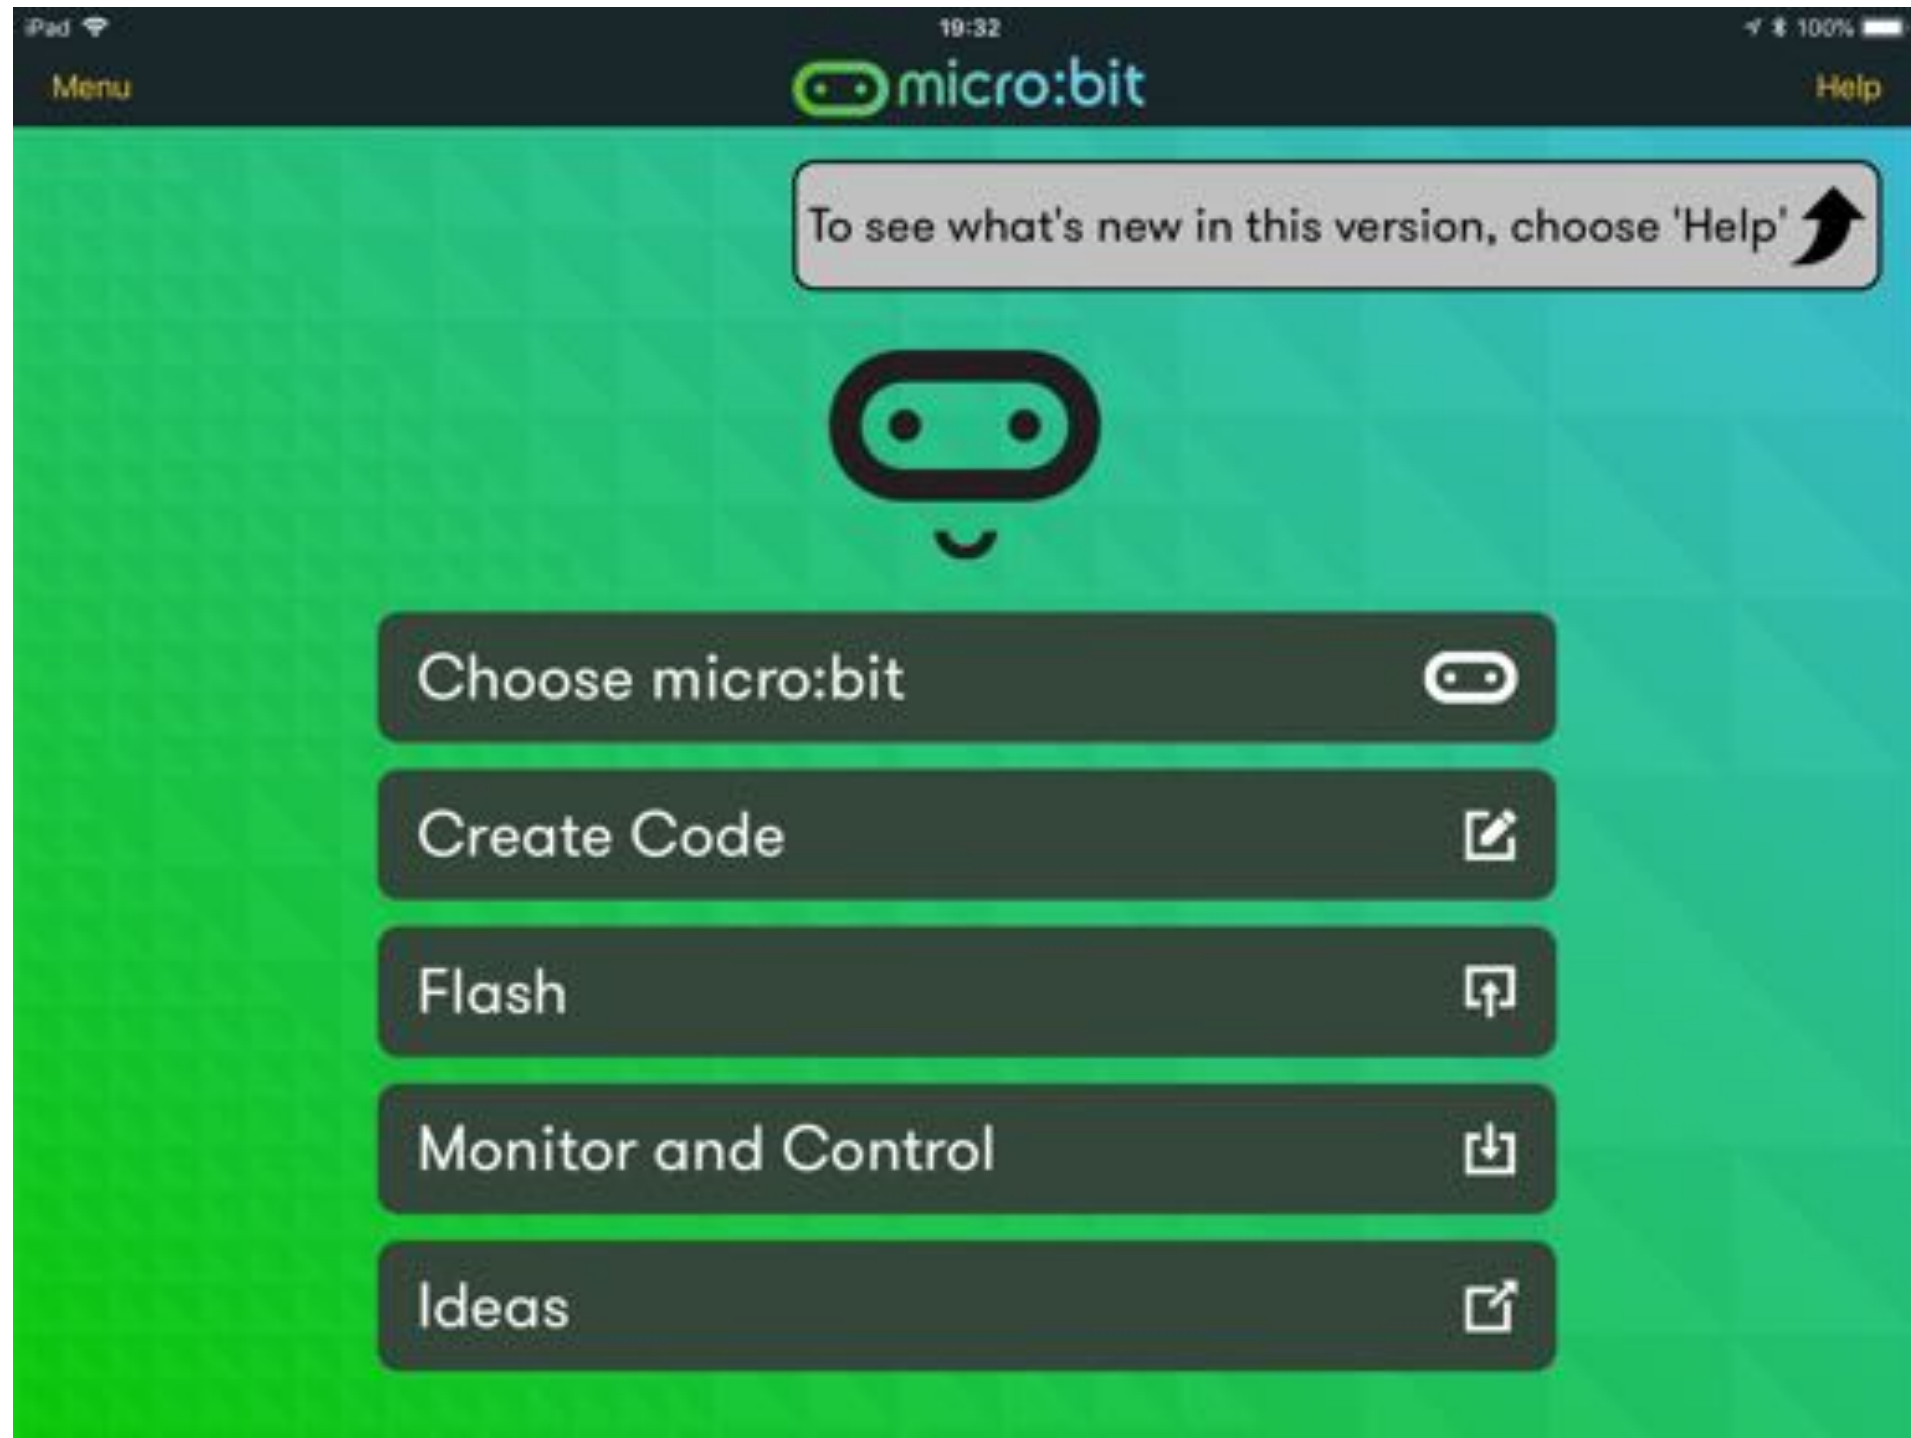 iPad 19:32 100%
Menu micro:bit Help
To see what's new in this version, choose 'Help'
Choose micro:bit
Create Code
Flash
Monitor and Control
Ideas